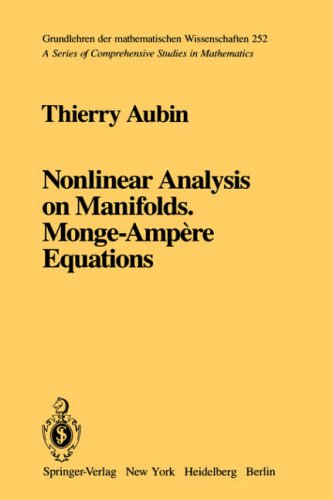 Grundlehren der mathematischen Wissenschaften 252
A Series of Comprehensive Studies in Mathematics
Thierry Aubin
Nonlinear Analysis
on Manifolds.
Monge-Ampère
Equations
Springer-Verlag New York Heidelberg Berlin